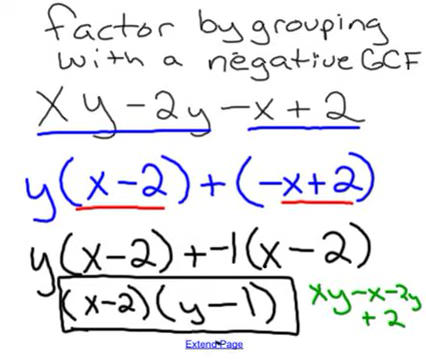 factor by grouping
with a negative GCF
xy-2y-x+2
y(x-2)+(-x+2)
y(x-2)+-1(x-2)
(x-2)(y-1)
xy-x-2y
+2
Extend Page